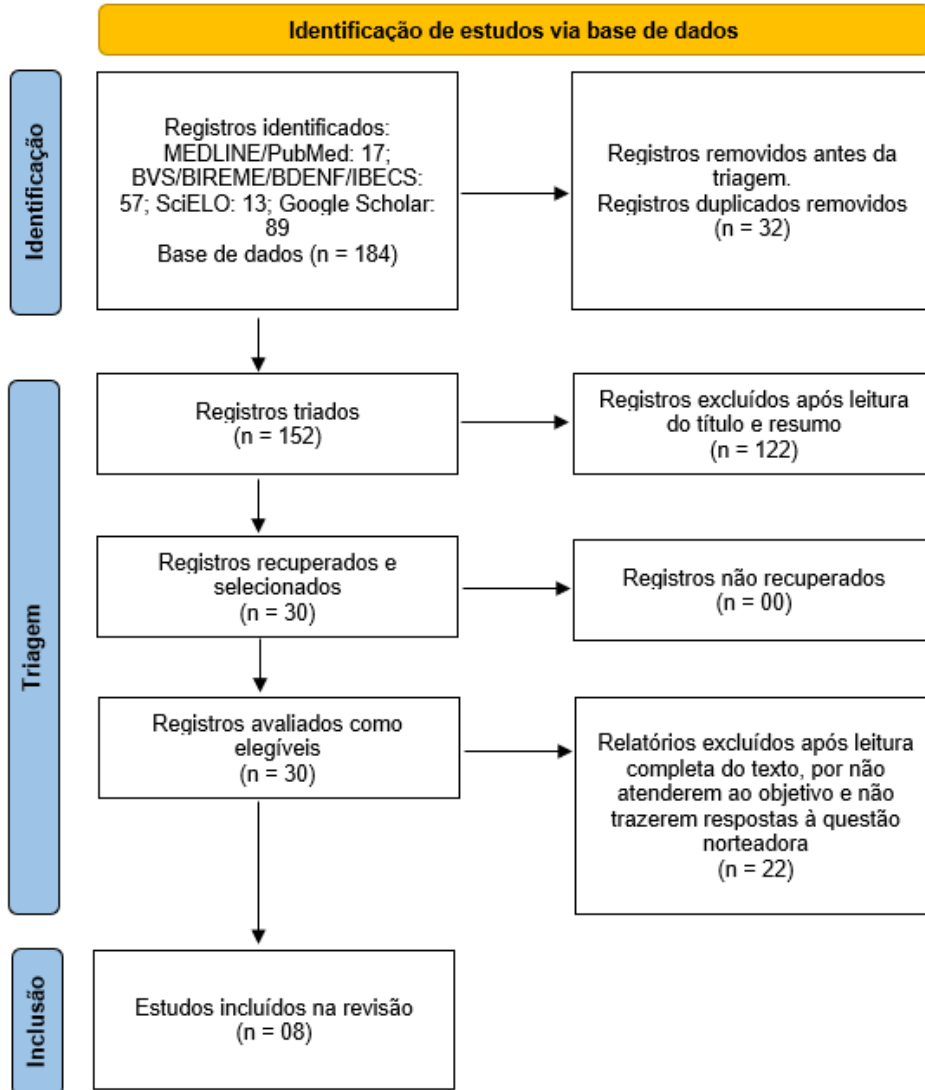 Identificação de estudos via base de dados
Identificação
Registros identificados:
MEDLINE/PubMed: 17;
BVS/BIREME/BDENF/IBECS:
57; SciELO: 13; Google Scholar:
89
Base de dados (n = 184)
Registros removidos antes da
triagem.
Registros duplicados removidos
(n = 32)
Triagem
Registros triados
(n = 152)
Registros excluídos após leitura
do título e resumo
(n = 122)
Registros recuperados e
selecionados
(n = 30)
Registros não recuperados
(n = 00)
Registros avaliados como
elegíveis
(n = 30)
Relatórios excluídos após leitura
completa do texto, por não
atenderem ao objetivo e não
trazerem respostas à questão
norteadora
(n = 22)
Inclusão
Estudos incluídos na revisão
(n = 08)